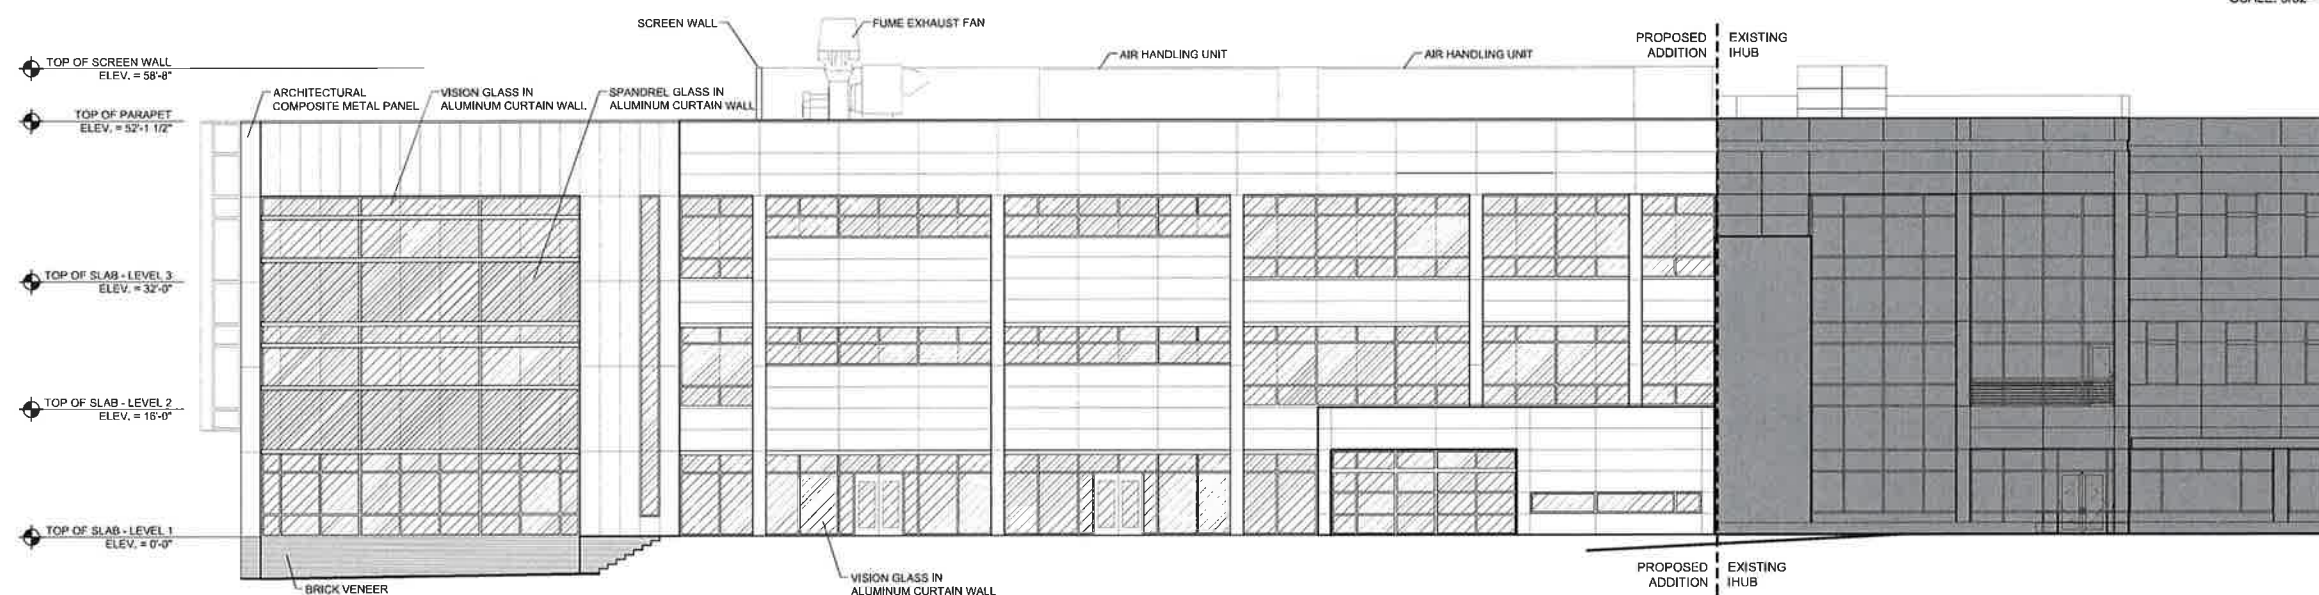 SCREEN WALL
FUME EXHAUST FAN
AIR HANDLING UNIT
AIR HANDLING UNIT
PROPOSED
ADDITION
EXISTING
IHUB
TOP OF SCREEN WALL
ELEV. = 58'-8"
ARCHITECTURAL
COMPOSITE METAL PANEL
VISION GLASS IN
ALUMINUM CURTAIN WALL
SPANDREL GLASS IN
ALUMINUM CURTAIN WALL
TOP OF PARAPET
ELEV. = 52'-1 1/2"
TOP OF SLAB - LEVEL 3
ELEV. = 32'-0"
TOP OF SLAB - LEVEL 2
ELEV. = 16'-0"
TOP OF SLAB - LEVEL 1
ELEV. = 0'-0"
BRICK VENEER
VISION GLASS IN
ALUMINUM CURTAIN WALL
PROPOSED
ADDITION
EXISTING
IHUB